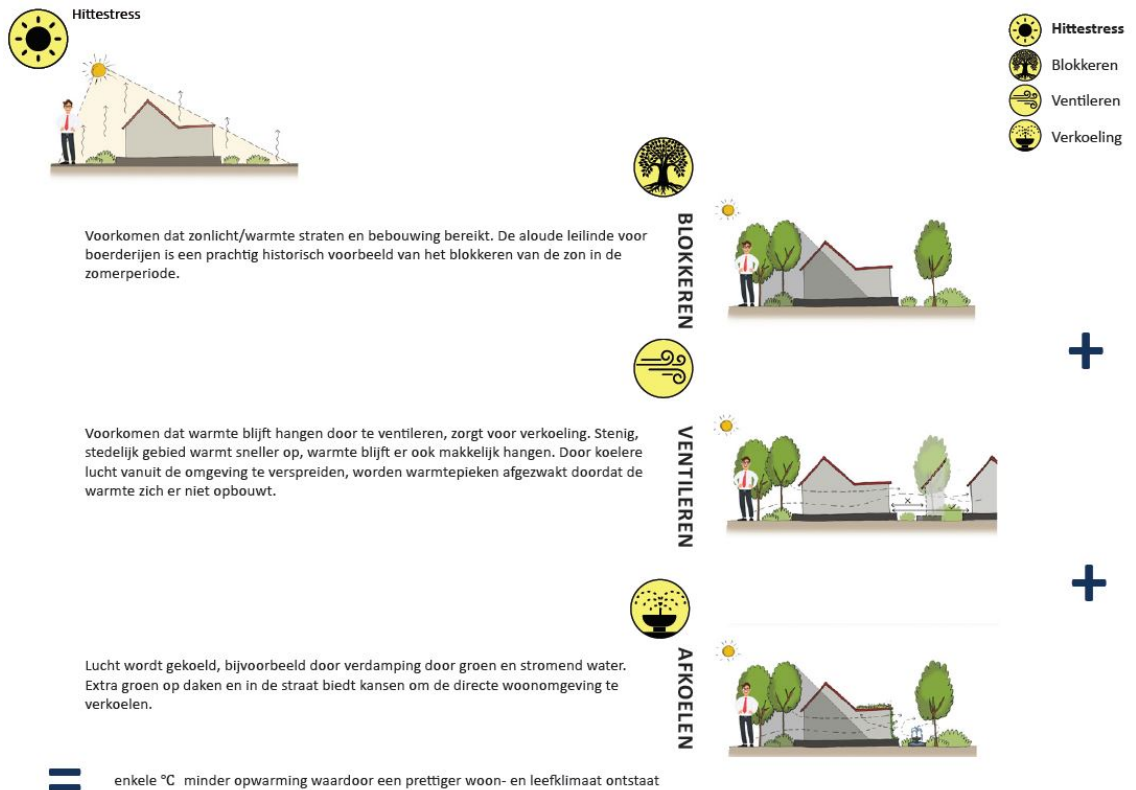 Hittestress
Hittestress
Blokkeren
Ventileren
Verkoeling
BLOKKEREN
Voorkomen dat zonlicht/warmte straten en bebouwing bereikt. De aloude leilinde voor
boerderijen is een prachtig historisch voorbeeld van het blokkeren van de zon in de
zomerperiode.
+
VENTILEREN
Voorkomen dat warmte blijft hangen door te ventileren, zorgt voor verkoeling. Stenig,
stedelijk gebied warmt sneller op, warmte blijft er ook makkelijk hangen. Door koelere
lucht vanuit de omgeving te verspreiden, worden warmtepieken afgezwakt doordat de
warmte zich er niet opbouwt.
+
AFKOELEN
Lucht wordt gekoeld, bijvoorbeeld door verdamping door groen en stromend water.
Extra groen op daken en in de straat biedt kansen om de directe woonomgeving te
verkoelen.
= enkele °C minder opwarming waardoor een prettiger woon- en leefklimaat ontstaat